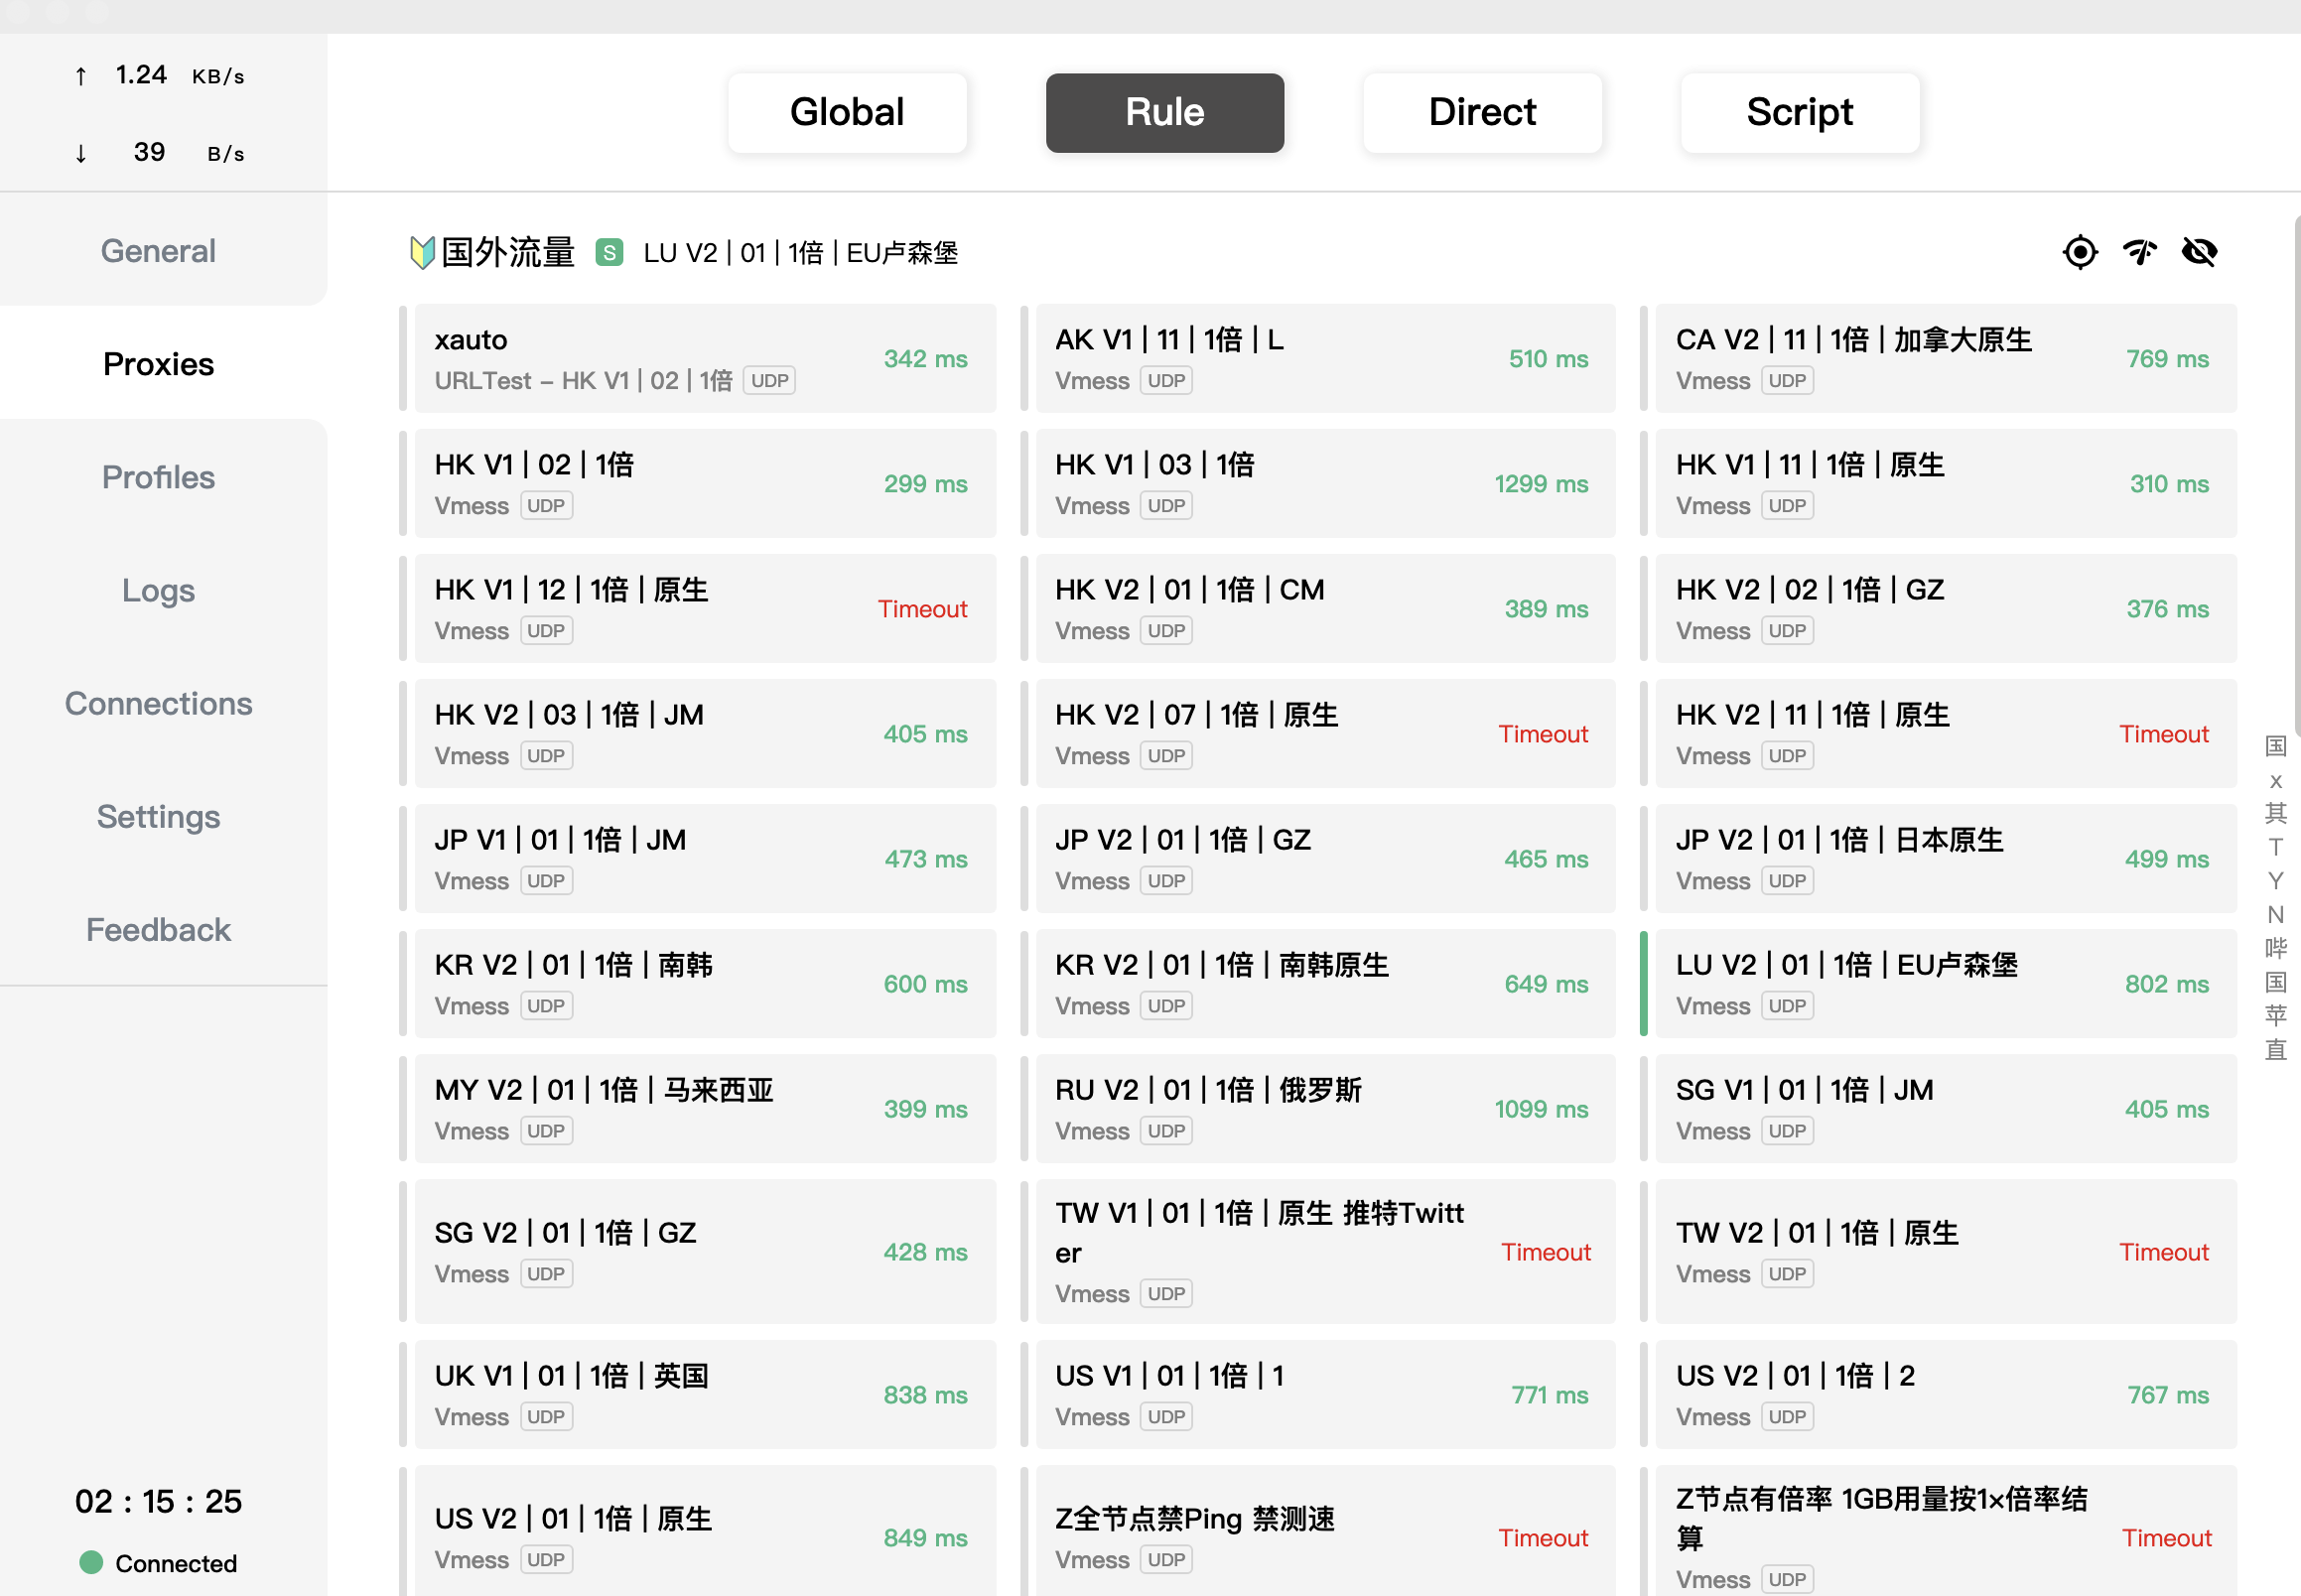 ↑ 1.24 KB/s
↓ 39 B/s
Global
Rule
Direct
Script
General
Proxies
Profiles
Logs
Connections
Settings
Feedback
02 : 15 : 25
Connected
国外流量 S LU V2 | 01 | 1倍 | EU卢森堡
xauto
URLTest – HK V1 | 02 | 1倍 UDP
342 ms
AK V1 | 11 | 1倍 | L
Vmess UDP
510 ms
CA V2 | 11 | 1倍 | 加拿大原生
Vmess UDP
769 ms
HK V1 | 02 | 1倍
Vmess UDP
299 ms
HK V1 | 03 | 1倍
Vmess UDP
1299 ms
HK V1 | 11 | 1倍 | 原生
Vmess UDP
310 ms
HK V1 | 12 | 1倍 | 原生
Vmess UDP
Timeout
HK V2 | 01 | 1倍 | CM
Vmess UDP
389 ms
HK V2 | 02 | 1倍 | GZ
Vmess UDP
376 ms
HK V2 | 03 | 1倍 | JM
Vmess UDP
405 ms
HK V2 | 07 | 1倍 | 原生
Vmess UDP
Timeout
HK V2 | 11 | 1倍 | 原生
Vmess UDP
Timeout
JP V1 | 01 | 1倍 | JM
Vmess UDP
473 ms
JP V2 | 01 | 1倍 | GZ
Vmess UDP
465 ms
JP V2 | 01 | 1倍 | 日本原生
Vmess UDP
499 ms
KR V2 | 01 | 1倍 | 南韩
Vmess UDP
600 ms
KR V2 | 01 | 1倍 | 南韩原生
Vmess UDP
649 ms
LU V2 | 01 | 1倍 | EU卢森堡
Vmess UDP
802 ms
MY V2 | 01 | 1倍 | 马来西亚
Vmess UDP
399 ms
RU V2 | 01 | 1倍 | 俄罗斯
Vmess UDP
1099 ms
SG V1 | 01 | 1倍 | JM
Vmess UDP
405 ms
SG V2 | 01 | 1倍 | GZ
Vmess UDP
428 ms
TW V1 | 01 | 1倍 | 原生 推特Twitt
er
Vmess UDP
Timeout
TW V2 | 01 | 1倍 | 原生
Vmess UDP
Timeout
UK V1 | 01 | 1倍 | 英国
Vmess UDP
838 ms
US V1 | 01 | 1倍 | 1
Vmess UDP
771 ms
US V2 | 01 | 1倍 | 2
Vmess UDP
767 ms
US V2 | 01 | 1倍 | 原生
Vmess UDP
849 ms
Z全节点禁Ping 禁测速
Vmess UDP
Timeout
Z节点有倍率 1GB用量按1×倍率结
算
Vmess UDP
Timeout
国
x
其
T
Y
N
哔
国
苹
直